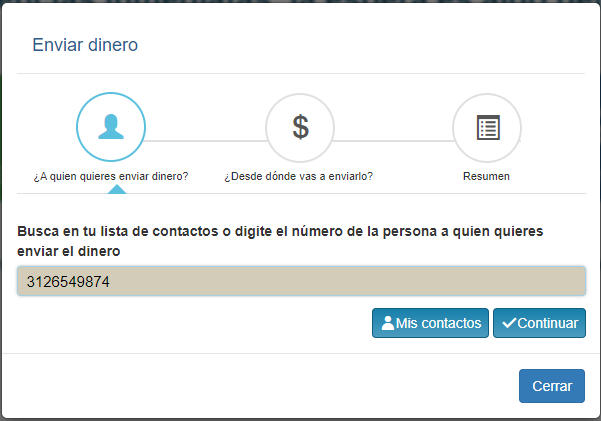 Enviar dinero
$
¿A quien quieres enviar dinero?
¿Desde dónde vas a enviarlo?
Resumen
Busca en tu lista de contactos o digite el número de la persona a quien quieres
enviar el dinero
3126549874
Mis contactos
Continuar
Cerrar